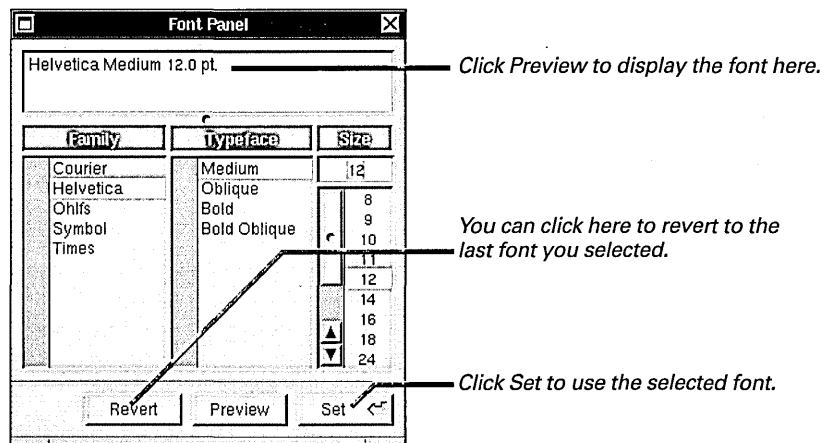 Font Panel
Helvetica Medium 12.0 pt.
Click Preview to display the font here.
Family
Typeface
Size
Courier
Helvetica
Ohlfs
Symbol
Times
Medium
Oblique
Bold
Bold Oblique
12
8
9
10
11
12
14
16
18
24
You can click here to revert to the
last font you selected.
Click Set to use the selected font.
Revert
Preview
Set